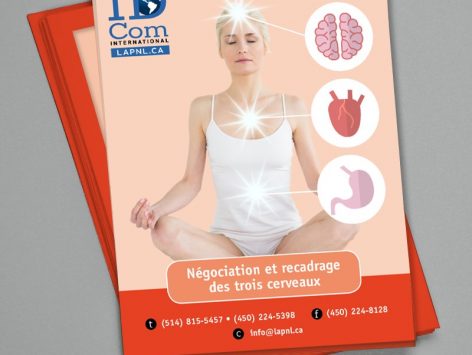 ID
Com
INTERNATIONAL
LAPNL.CA
Négociation et recadrage
des trois cerveaux
t (514) 815-5457 • (450) 224-5398 f (450) 224-8128
c info@lapnl.ca